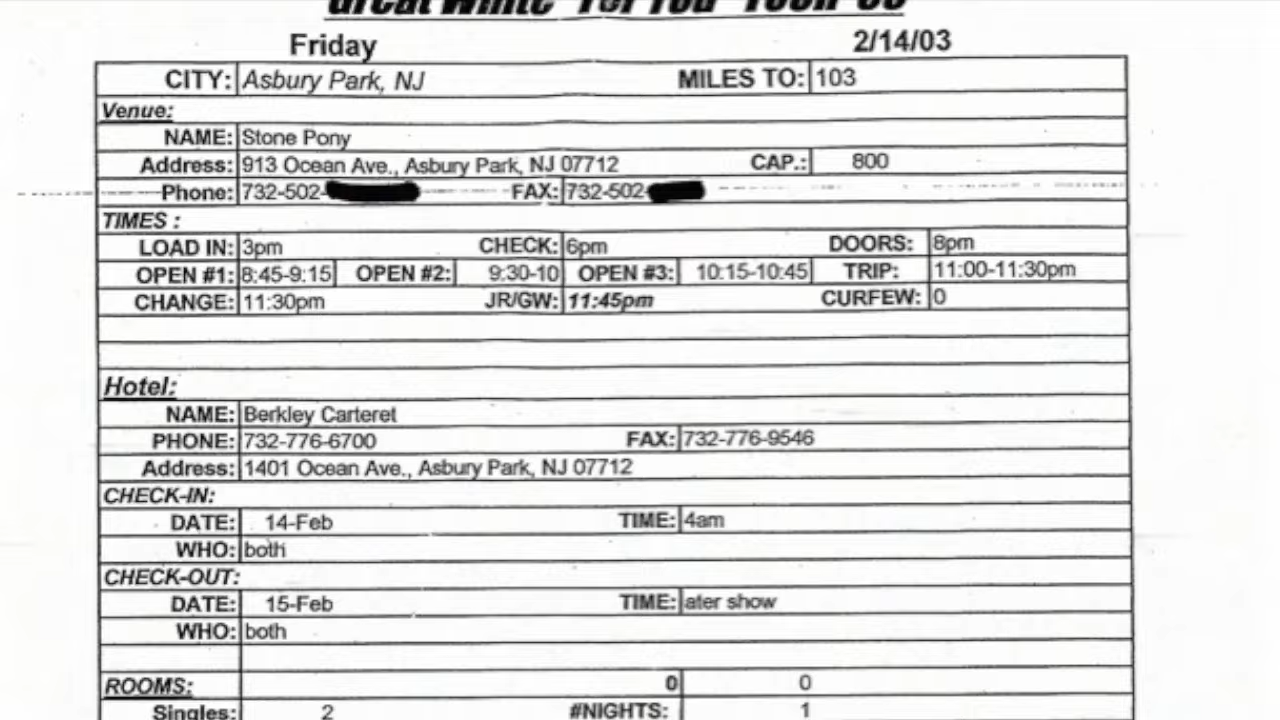 Great White
Friday 2/14/03
CITY: Asbury Park, NJ MILES TO: 103
Venue:
NAME: Stone Pony
Address: 913 Ocean Ave., Asbury Park, NJ 07712 CAP.: 800
Phone: 732-502- FAX: 732-502-
TIMES :
LOAD IN: 3pm CHECK: 6pm DOORS: 8pm
OPEN #1: 8:45-9:15 OPEN #2: 9:30-10 OPEN #3: 10:15-10:45 TRIP: 11:00-11:30pm
CHANGE: 11:30pm JR/GW: 11:45pm CURFEW: 0
Hotel:
NAME: Berkley Carteret
PHONE: 732-776-6700 FAX: 732-776-9546
Address: 1401 Ocean Ave., Asbury Park, NJ 07712
CHECK-IN:
DATE: 14-Feb TIME: 4am
WHO: both
CHECK-OUT:
DATE: 15-Feb TIME: ater show
WHO: both
ROOMS: 0 0
Singles: 2 #NIGHTS: 1